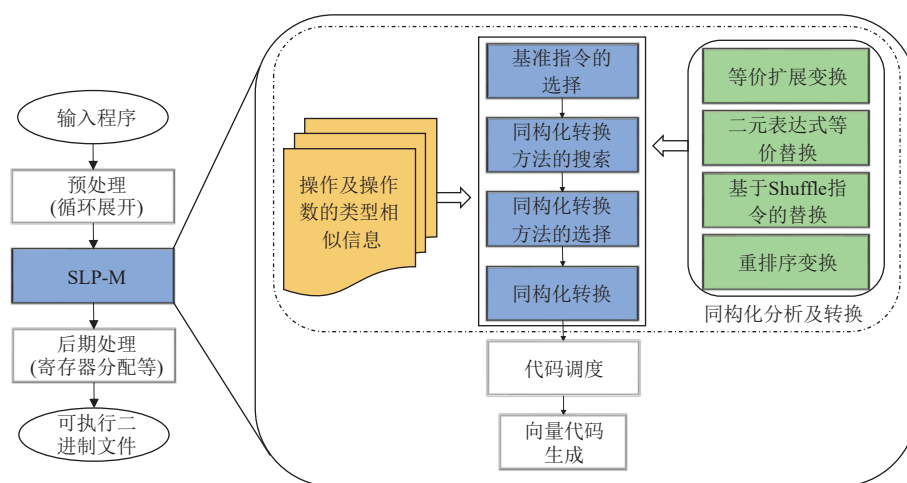 输入程序
预处理
(循环展开)
SLP-M
后期处理
(寄存器分配等)
可执行二
进制文件
操作及操作
数的类型相
似信息
基准指令的
选择
同构化转换
方法的搜索
同构化转换
方法的选择
同构化转换
代码调度
向量代码
生成
等价扩展变换
二元表达式等
价替换
基于Shuffle指
令的替换
重排序变换
同构化分析及转换